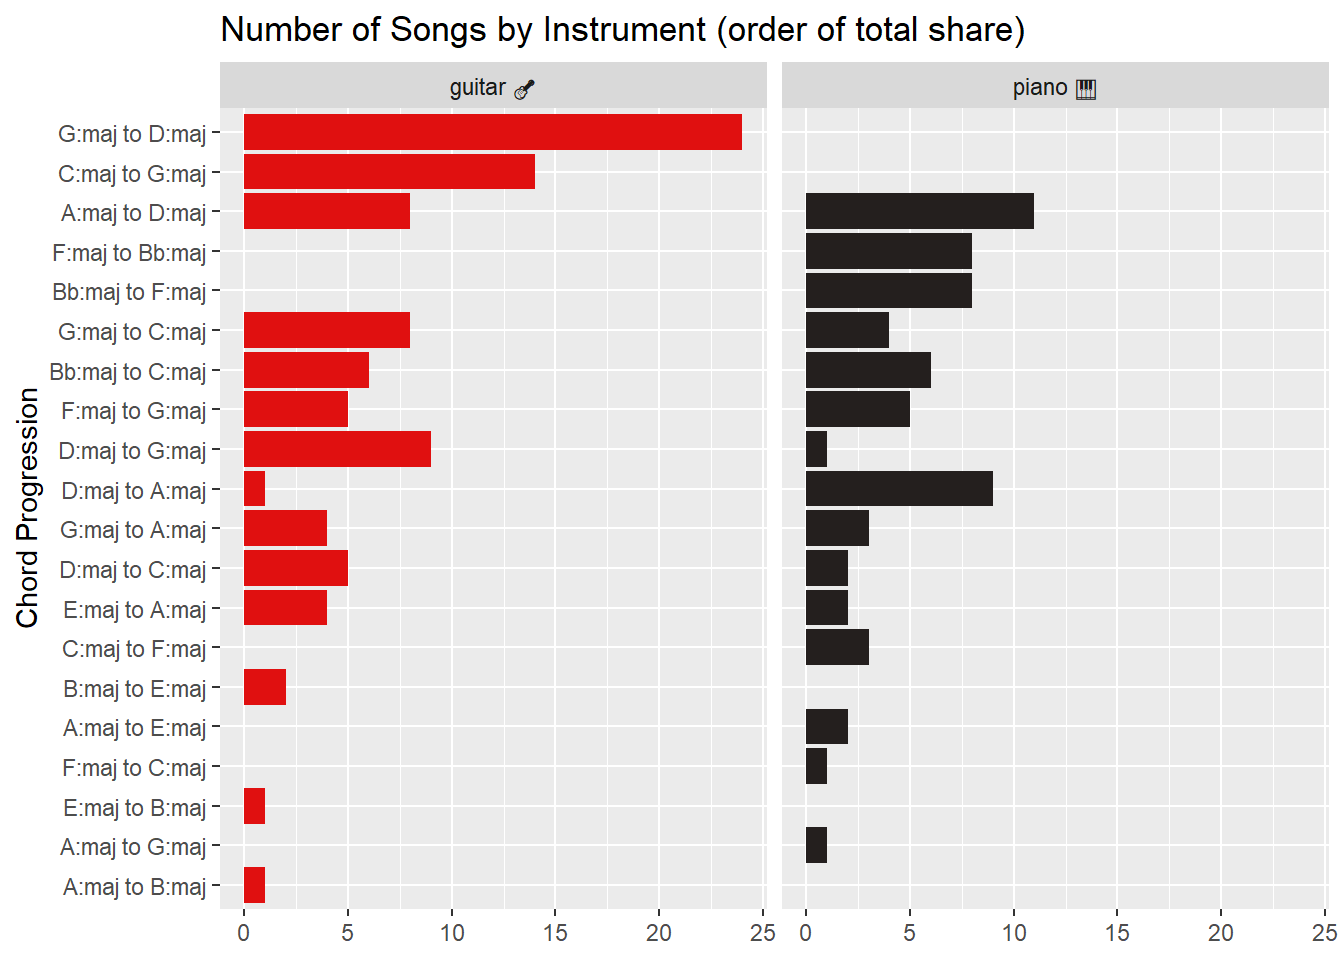 Number of Songs by Instrument (order of total share)
guitar 🎸
piano 🎹
Chord Progression
G:maj to D:maj
C:maj to G:maj
A:maj to D:maj
F:maj to Bb:maj
Bb:maj to F:maj
G:maj to C:maj
Bb:maj to C:maj
F:maj to G:maj
D:maj to G:maj
D:maj to A:maj
G:maj to A:maj
D:maj to C:maj
E:maj to A:maj
C:maj to F:maj
B:maj to E:maj
A:maj to E:maj
F:maj to C:maj
E:maj to B:maj
A:maj to G:maj
A:maj to B:maj
0 5 10 15 20 25
0 5 10 15 20 25